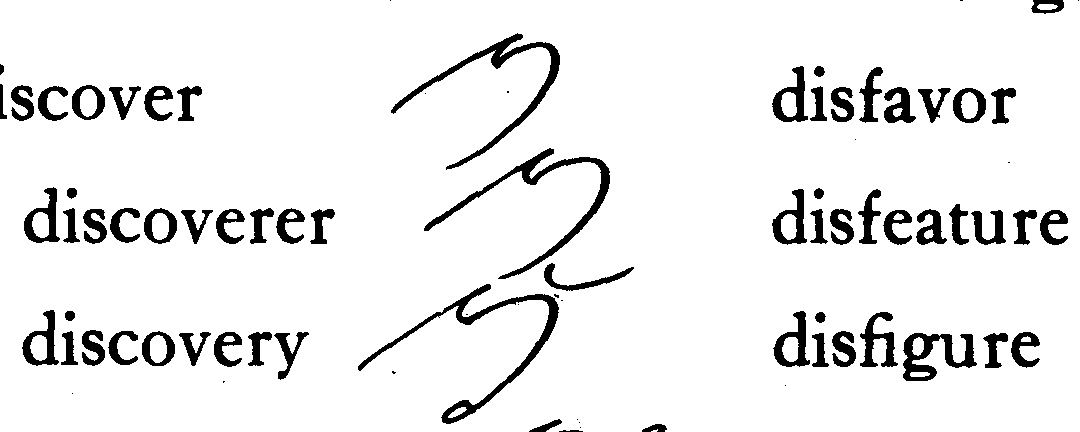 iscover disfavor
discoverer disfeature
discovery disfigure